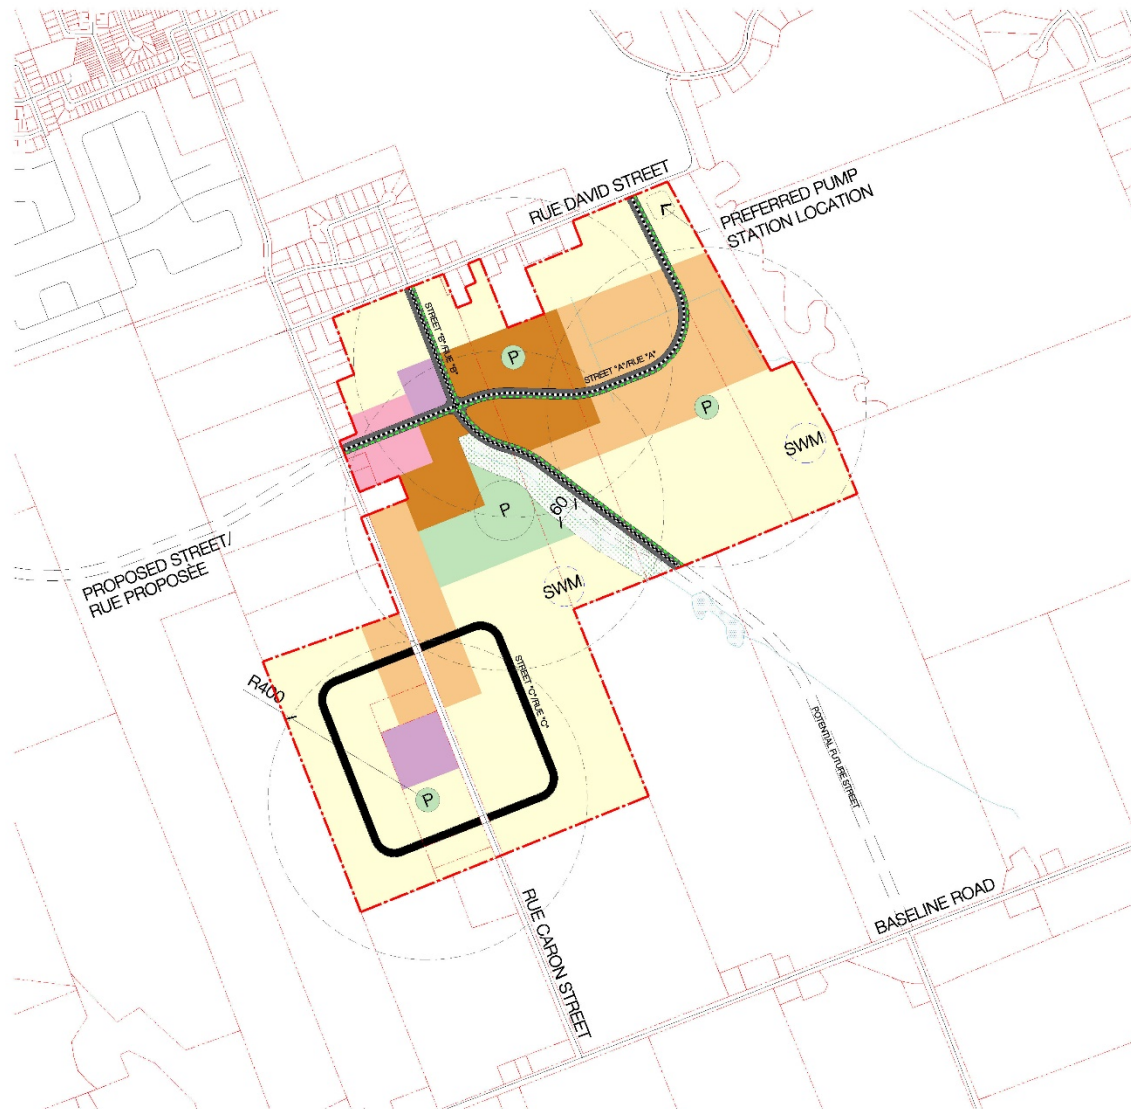 RUE DAVID STREET
PREFERRED PUMP
STATION LOCATION
STREET "B"/RUE "B"
P
STREET "A"/RUE "A"
P
SWM
P
60
PROPOSED STREET/
RUE PROPOSÉE
SWM
R400
STREET "C"/RUE "C"
POTENTIAL FUTURE STREET
P
RUE CARON STREET
BASELINE ROAD